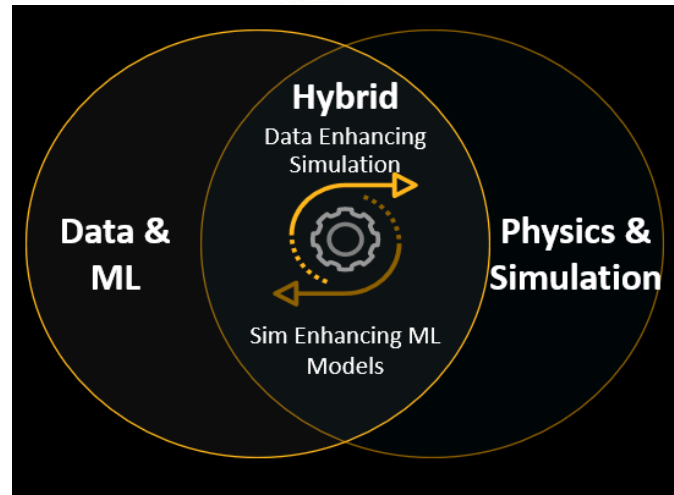 Hybrid
Data Enhancing
Simulation
Data &
ML
Physics &
Simulation
Sim Enhancing ML
Models